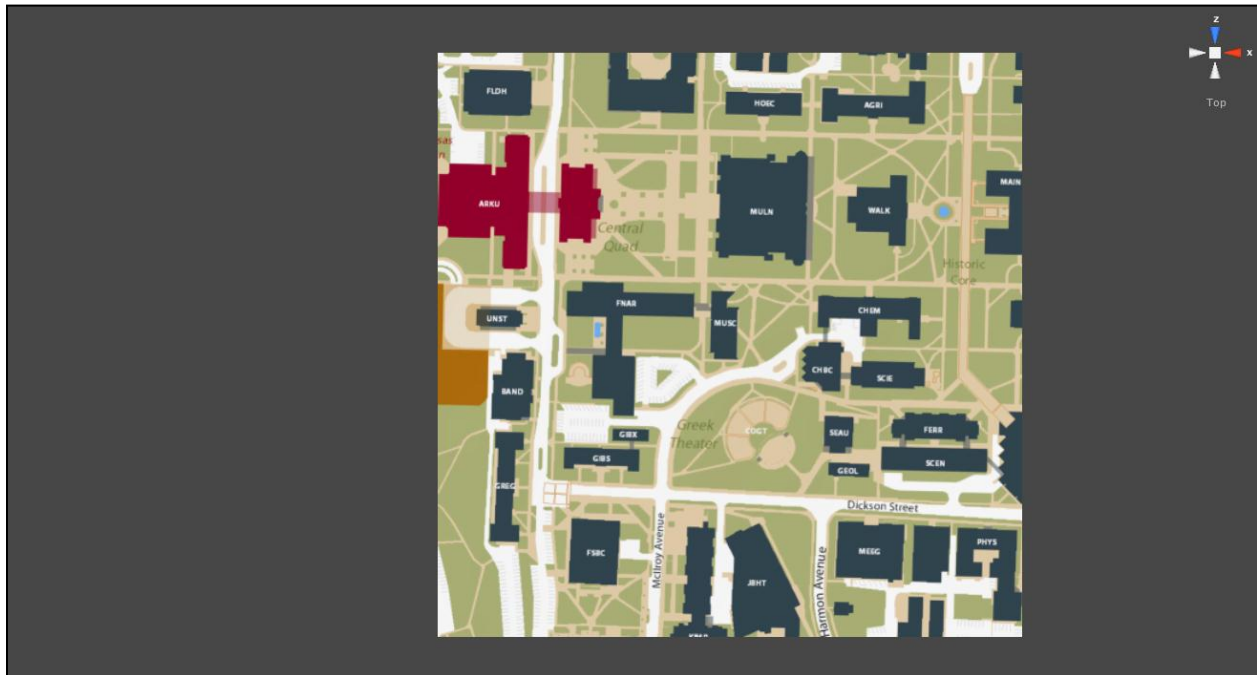 z
x
Top
FLDH
HOEC
AGRI
ARKU
MULN
WALK
MAIN
Central
Quad
Historic
Core
UNST
FNAR
MUSC
CHEM
BAND
CHBC
SCIE
Greek
Theater
COGT
GIBX
GIBS
SEAU
FERR
GEOL
SCEN
GREG
Dickson Street
FSBC
McIlroy Avenue
JBHT
Harmon Avenue
MEEG
PHYS